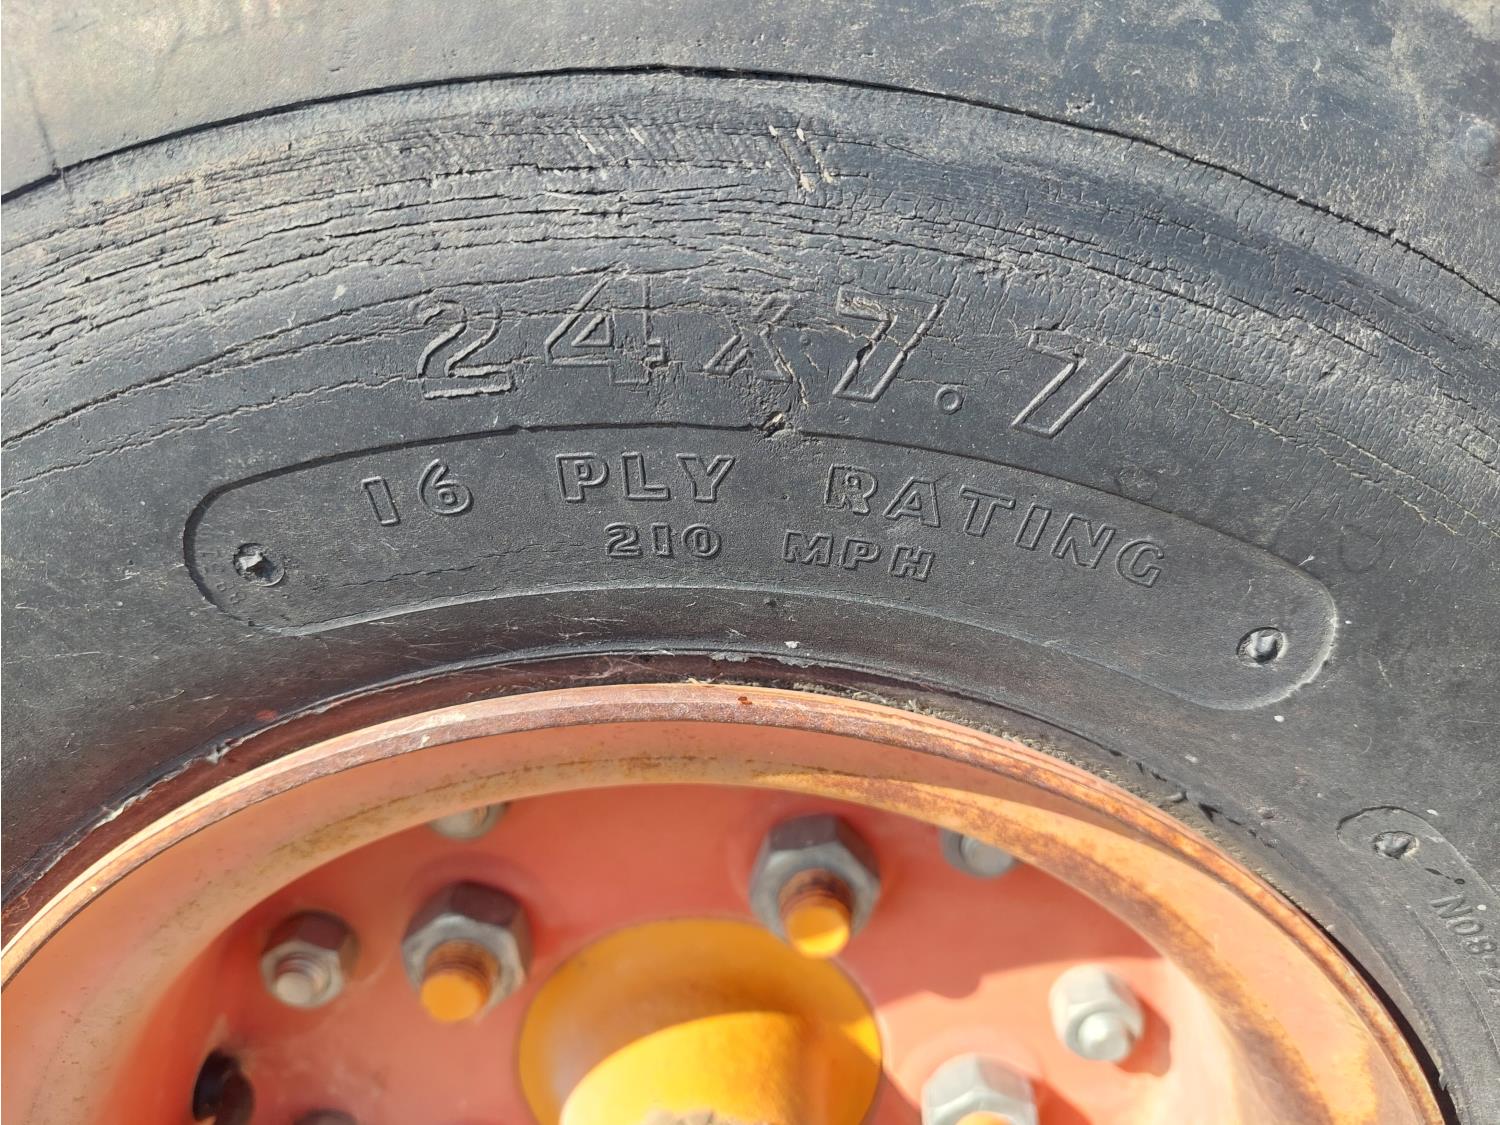 24X7.7
16 PLY RATING
210 MPH